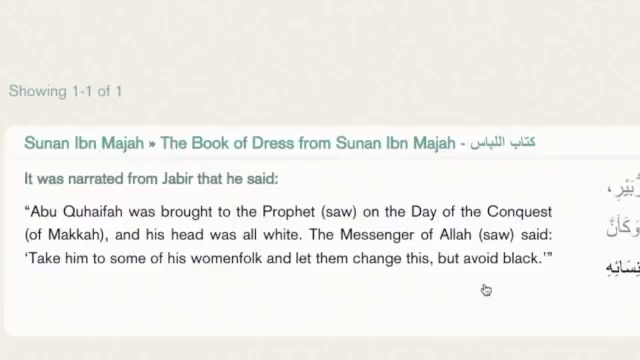 Showing 1-1 of 1
Sunan Ibn Majah » The Book of Dress from Sunan Ibn Majah - كتاب اللباس
It was narrated from Jabir that he said:
“Abu Quhaifah was brought to the Prophet (saw) on the Day of the Conquest
(of Makkah), and his head was all white. The Messenger of Allah (saw) said:
‘Take him to some of his womenfolk and let them change this, but avoid black.’”
وَكَأَنَّ
نِسَائِهِ